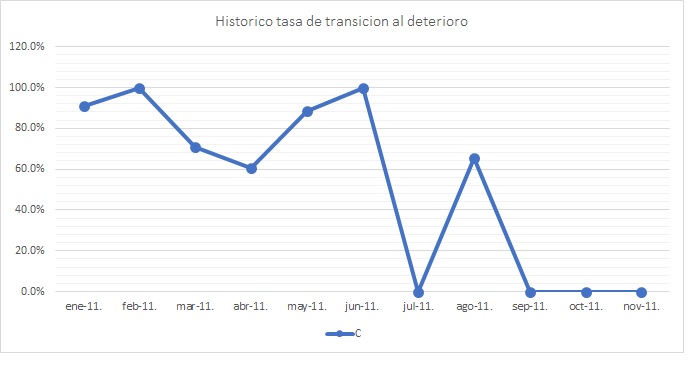 Historico tasa de transicion al deterioro
120.0%
100.0%
80.0%
60.0%
40.0%
20.0%
0.0%
ene-11. feb-11. mar-11. abr-11. may-11. jun-11. jul-11. ago-11. sep-11. oct-11. nov-11.
C